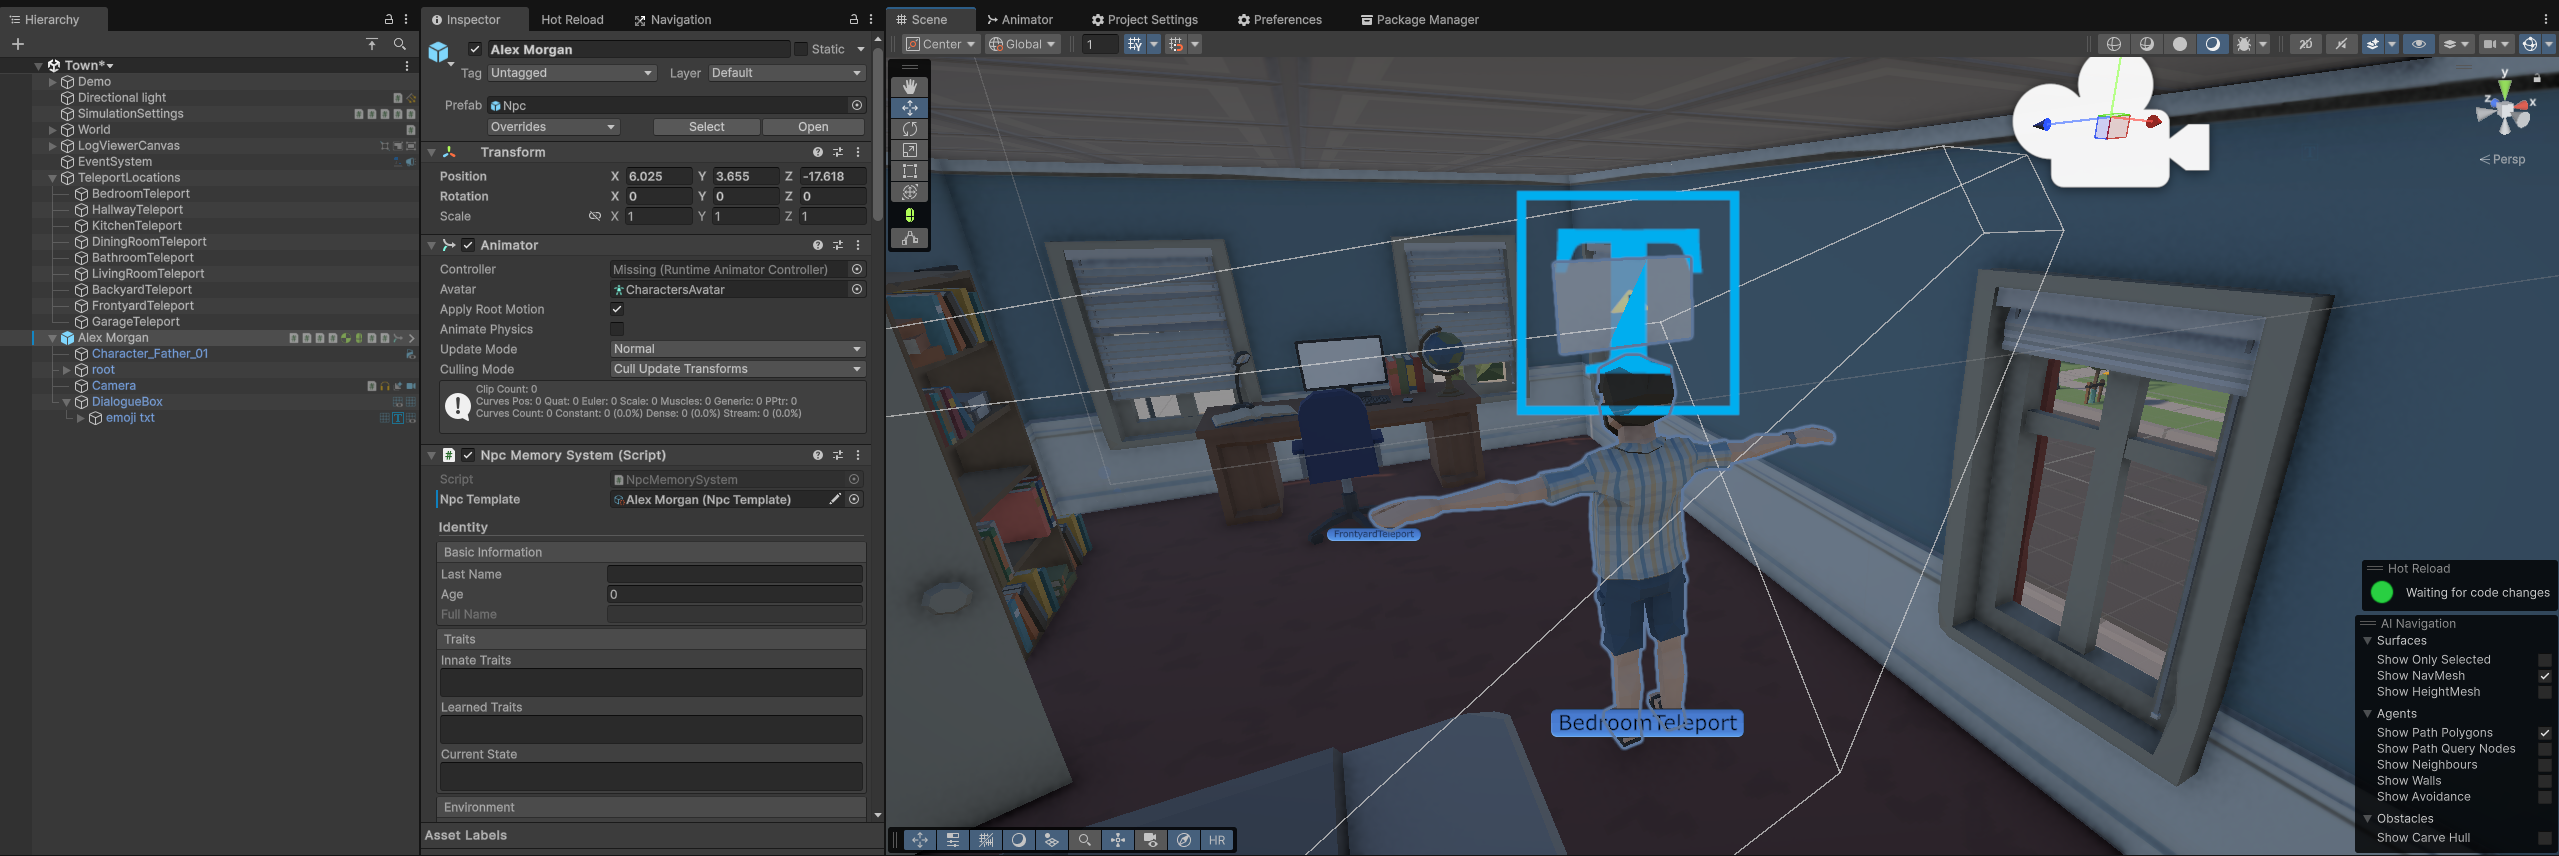 Hierarchy
Town*
Demo
Directional light
SimulationSettings
World
LogViewerCanvas
EventSystem
TeleportLocations
BedroomTeleport
HallwayTeleport
KitchenTeleport
DiningRoomTeleport
BathroomTeleport
LivingRoomTeleport
BackyardTeleport
FrontyardTeleport
GarageTeleport
Alex Morgan
Character_Father_01
root
Camera
DialogueBox
emoji txt
Inspector Hot Reload Navigation
Alex Morgan Static
Tag Untagged Layer Default
Prefab Npc
Overrides Select Open
Transform
Position X 6.025 Y 3.655 Z -17.618
Rotation X 0 Y 0 Z 0
Scale X 1 Y 1 Z 1
Animator
Controller Missing (Runtime Animator Controller)
Avatar CharactersAvatar
Apply Root Motion
Animate Physics
Update Mode Normal
Culling Mode Cull Update Transforms
Clip Count: 0
Curves Pos: 0 Quat: 0 Euler: 0 Scale: 0 Muscles: 0 Generic: 0 PPtr: 0
Curves Count: 0 Constant: 0 (0.0%) Dense: 0 (0.0%) Stream: 0 (0.0%)
# Npc Memory System (Script)
Script NpcMemorySystem
Npc Template Alex Morgan (Npc Template)
Identity
Basic Information
Last Name
Age 0
Full Name
Traits
Innate Traits
Learned Traits
Current State
Environment
Asset Labels
Scene Animator Project Settings Preferences Package Manager
Center Global 1 2D
y
z x
< Persp
T
FrontyardTeleport
BedroomTeleport
Hot Reload
Waiting for code changes
AI Navigation
Surfaces
Show Only Selected
Show NavMesh
Show HeightMesh
Agents
Show Path Polygons
Show Path Query Nodes
Show Neighbours
Show Walls
Show Avoidance
Obstacles
Show Carve Hull
HR